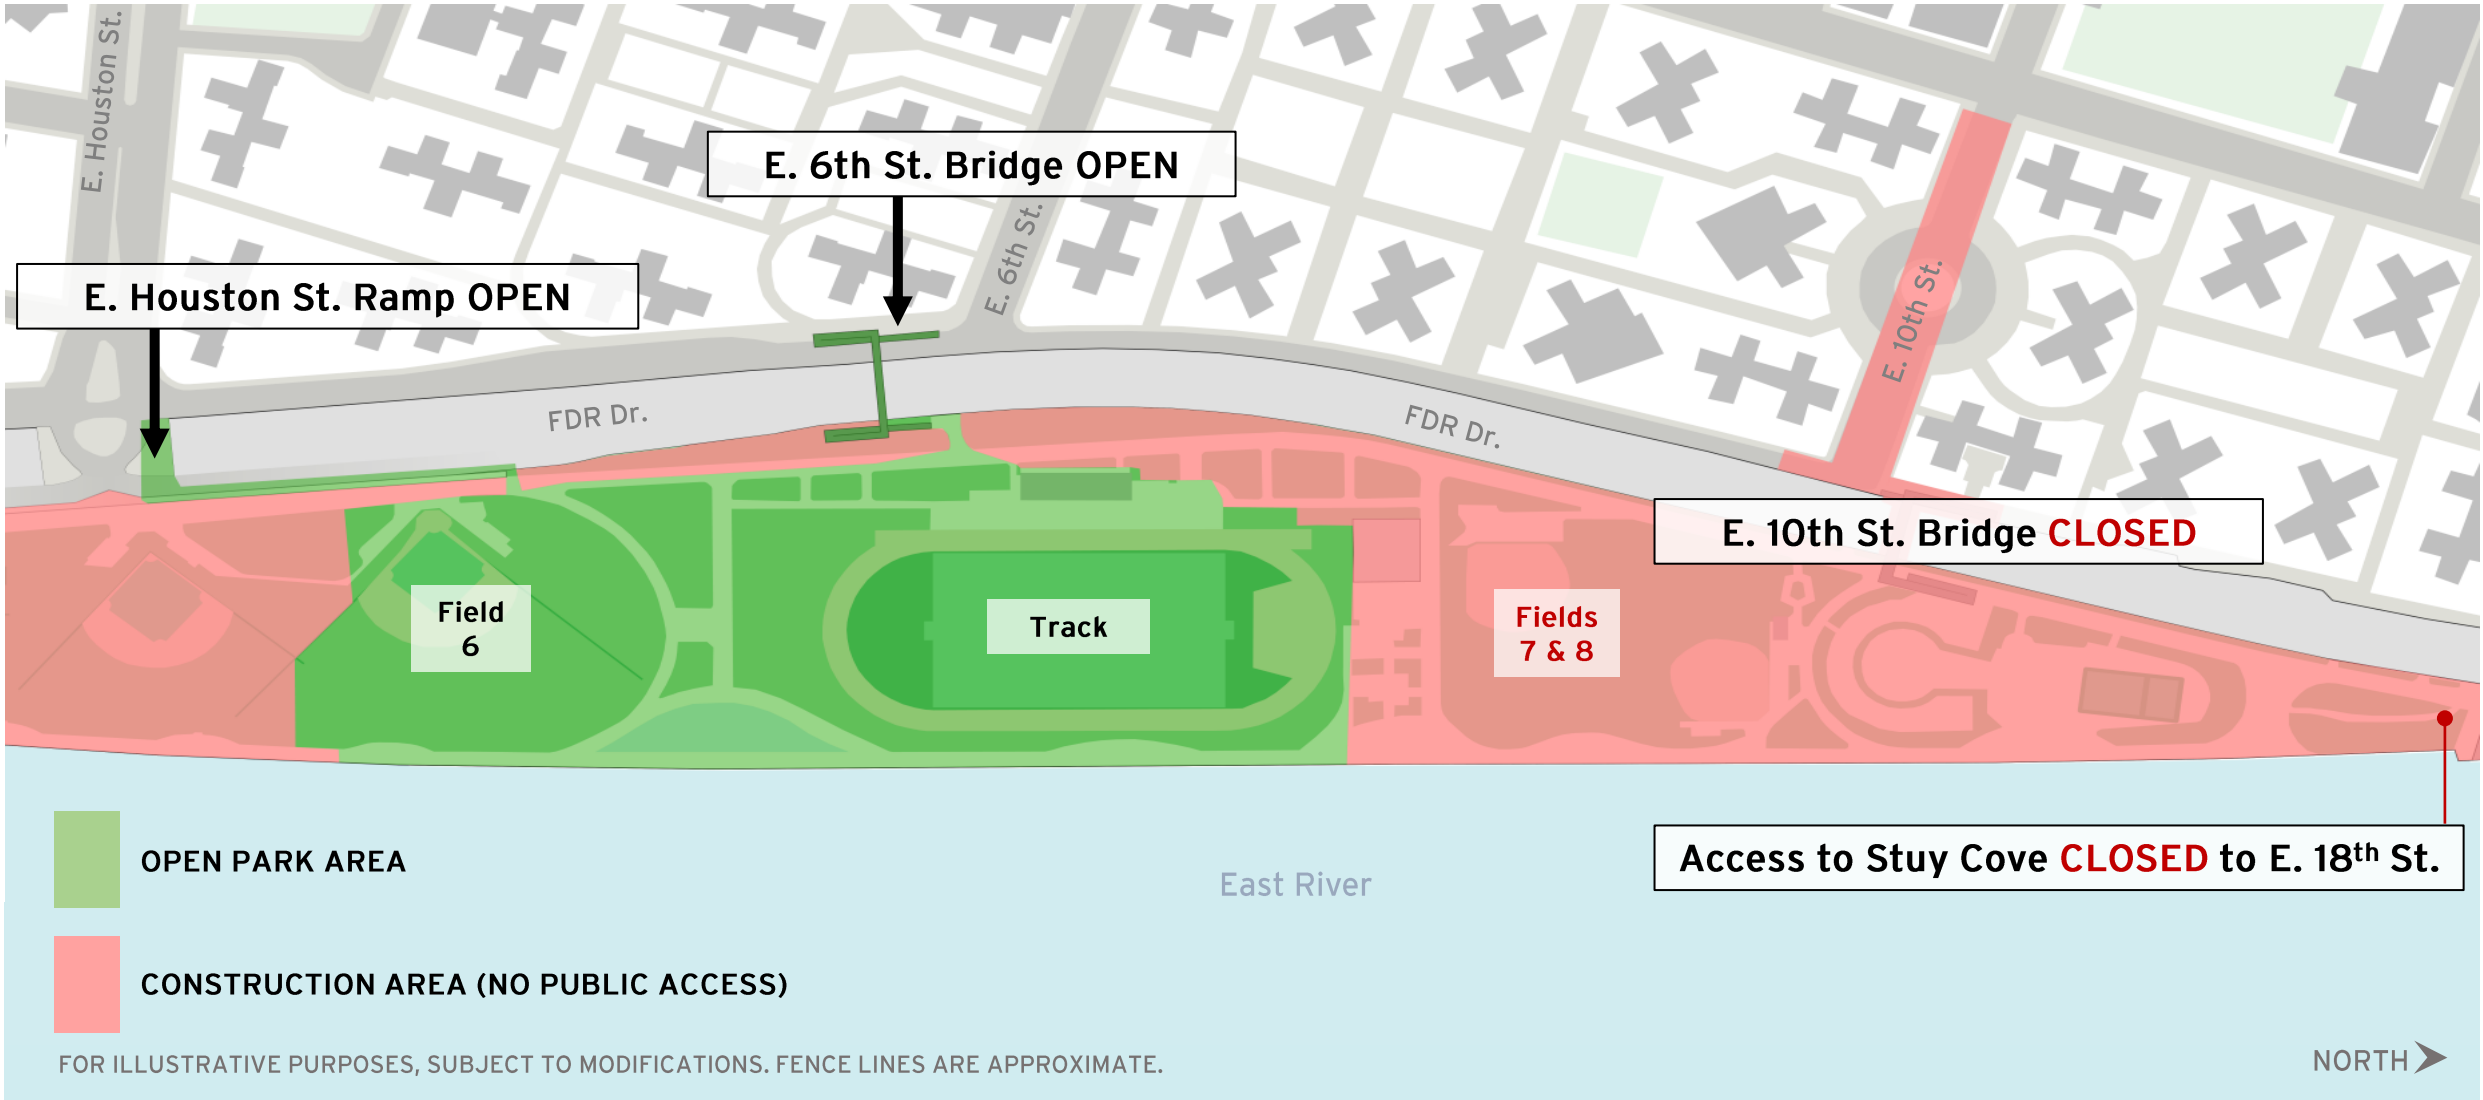 E. Houston St.
E. 6th St. Bridge OPEN
E. 6th St.
E. Houston St. Ramp OPEN
E. 10th St.
FDR Dr.
FDR Dr.
E. 10th St. Bridge CLOSED
Field
6
Track
Fields
7 & 8
OPEN PARK AREA
East River
Access to Stuy Cove CLOSED to E. 18th St.
CONSTRUCTION AREA (NO PUBLIC ACCESS)
FOR ILLUSTRATIVE PURPOSES, SUBJECT TO MODIFICATIONS. FENCE LINES ARE APPROXIMATE.
NORTH